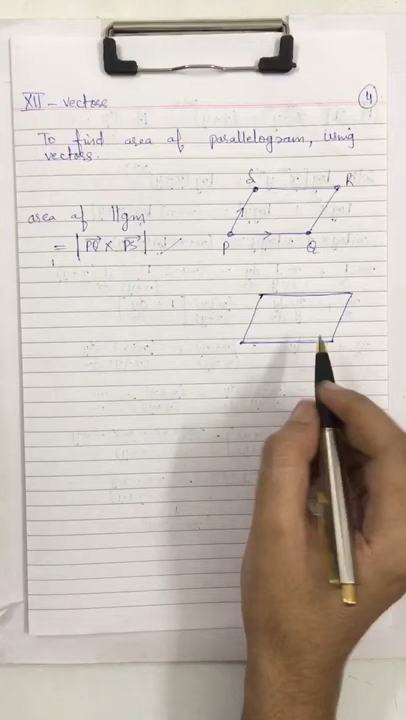 XII - Vectors
4
To find area of parallelogram, using
vectors.
S R
area of ||gm
= |PQ × PS|
P Q